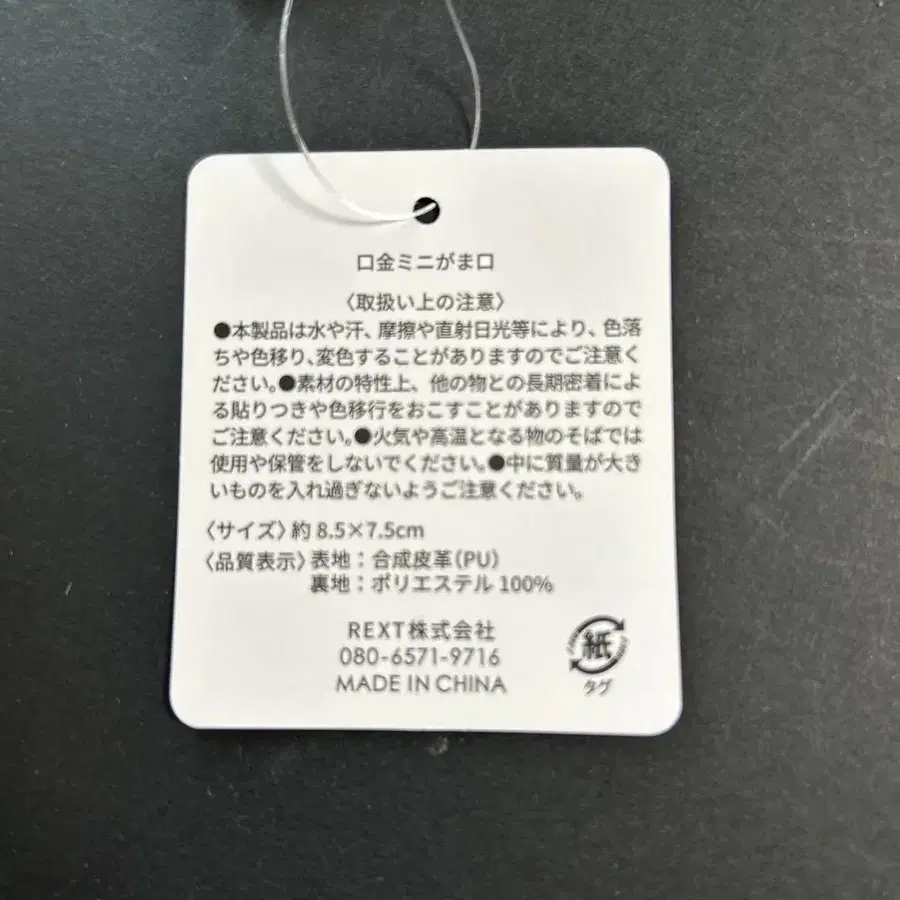 口金ミニがま口
〈取扱い上の注意〉
●本製品は水や汗、摩擦や直射日光等により、色落
ちや色移り、変色することがありますのでご注意く
ださい。●素材の特性上、他の物との長期密着によ
る貼りつきや色移行をおこすことがありますので
ご注意ください。●火気や高温となる物のそばでは
使用や保管をしないでください。●中に質量が大き
いものを入れ過ぎないようご注意ください。
〈サイズ〉約 8.5×7.5cm
〈品質表示〉表地：合成皮革(PU)
裏地：ポリエステル 100%
REXT株式会社
080-6571-9716
MADE IN CHINA
紙
タグ